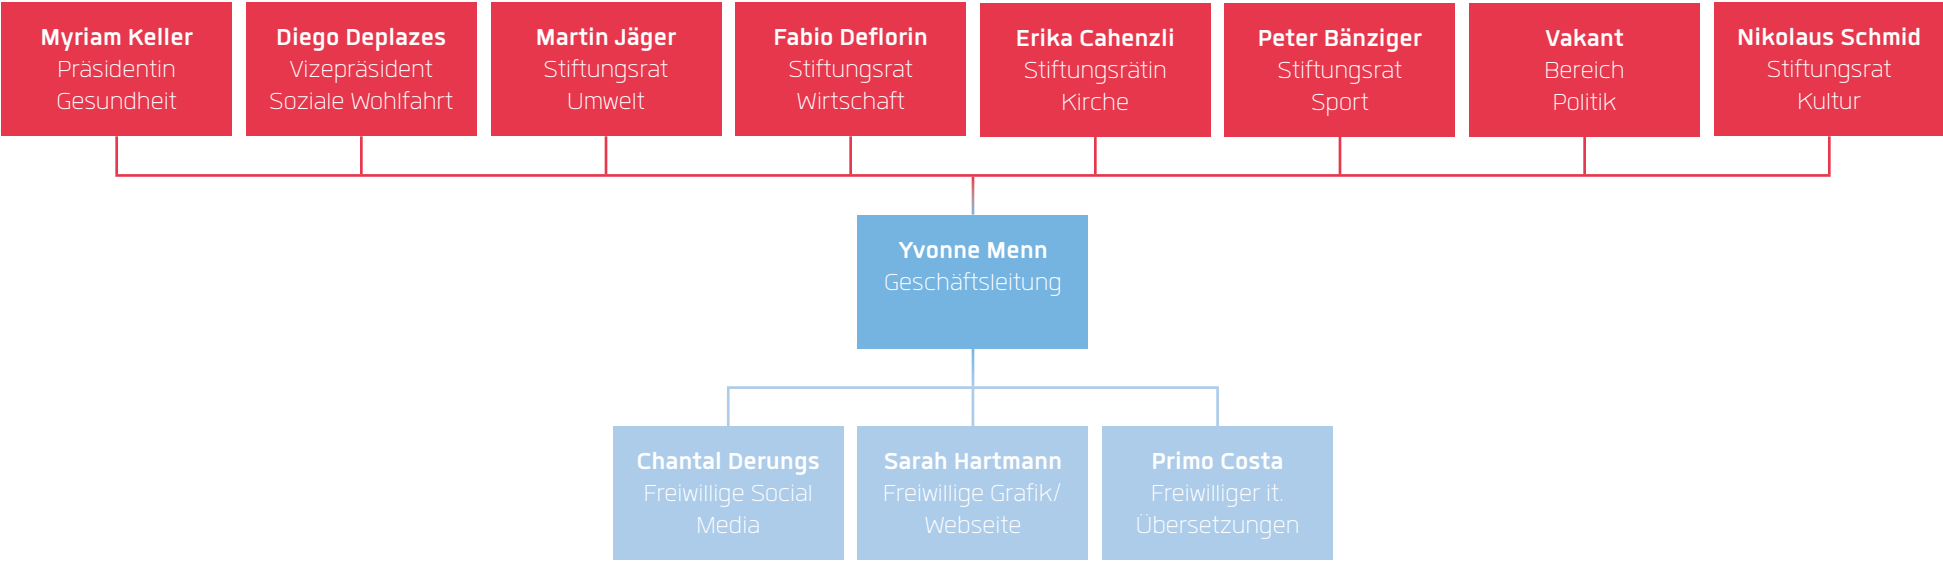 Myriam Keller
Präsidentin
Gesundheit
Diego Deplazes
Vizepräsident
Soziale Wohlfahrt
Martin Jäger
Stiftungsrat
Umwelt
Fabio Deflorin
Stiftungsrat
Wirtschaft
Erika Cahenzli
Stiftungsrätin
Kirche
Peter Bänziger
Stiftungsrat
Sport
Vakant
Bereich
Politik
Nikolaus Schmid
Stiftungsrat
Kultur
Yvonne Menn
Geschäftsleitung
Chantal Derungs
Freiwillige Social
Media
Sarah Hartmann
Freiwillige Grafik/
Webseite
Primo Costa
Freiwilliger it.
Übersetzungen